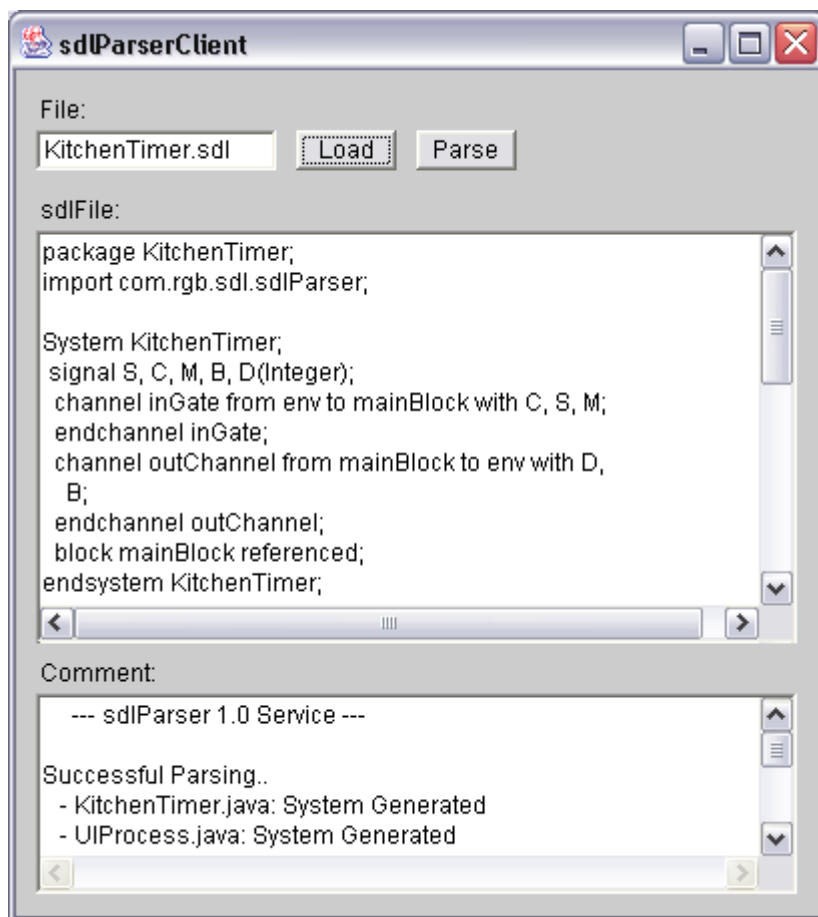 sdlParserClient
File:
KitchenTimer.sdl Load Parse
sdlFile:
package KitchenTimer;
import com.rgb.sdl.sdlParser;
System KitchenTimer;
signal S, C, M, B, D(Integer);
channel inGate from env to mainBlock with C, S, M;
endchannel inGate;
channel outChannel from mainBlock to env with D,
B;
endchannel outChannel;
block mainBlock referenced;
endsystem KitchenTimer;
Comment:
--- sdlParser 1.0 Service ---
Successful Parsing..
- KitchenTimer.java: System Generated
- UIProcess.java: System Generated